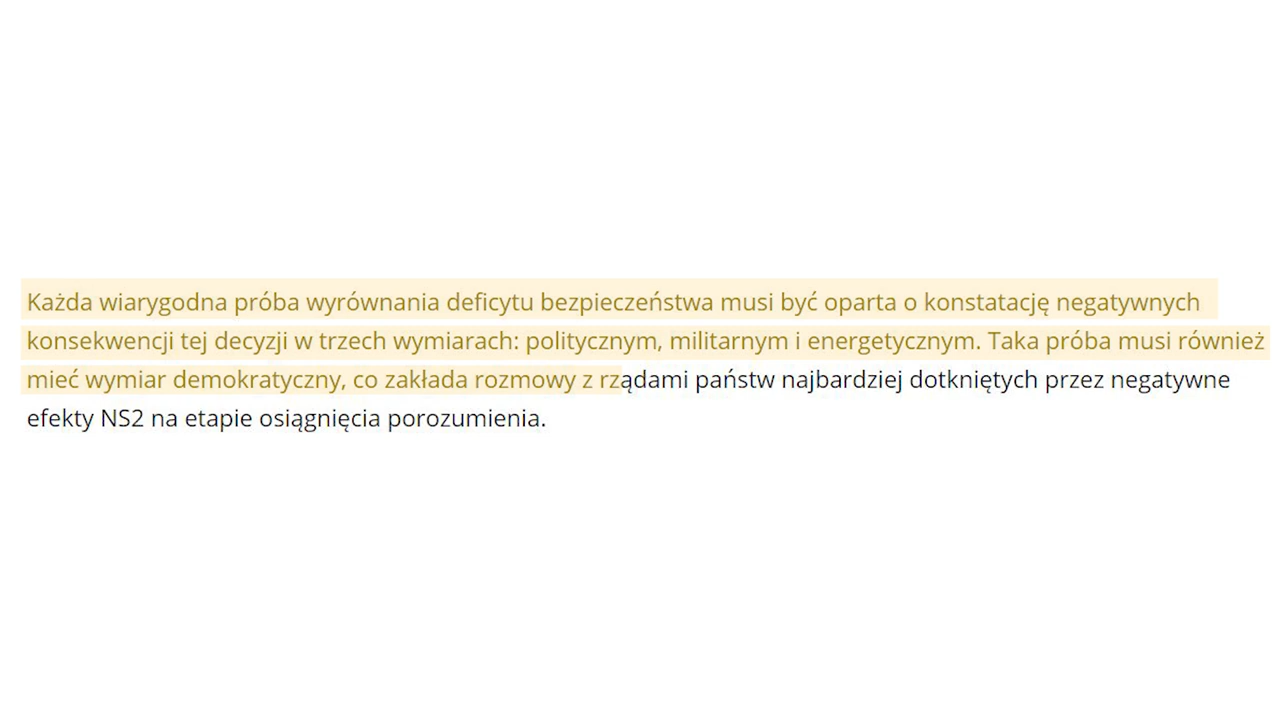 Każda wiarygodna próba wyrównania deficytu bezpieczeństwa musi być oparta o konstatację negatywnych
konsekwencji tej decyzji w trzech wymiarach: politycznym, militarnym i energetycznym. Taka próba musi również
mieć wymiar demokratyczny, co zakłada rozmowy z rządami państw najbardziej dotkniętych przez negatywne
efekty NS2 na etapie osiągnięcia porozumienia.